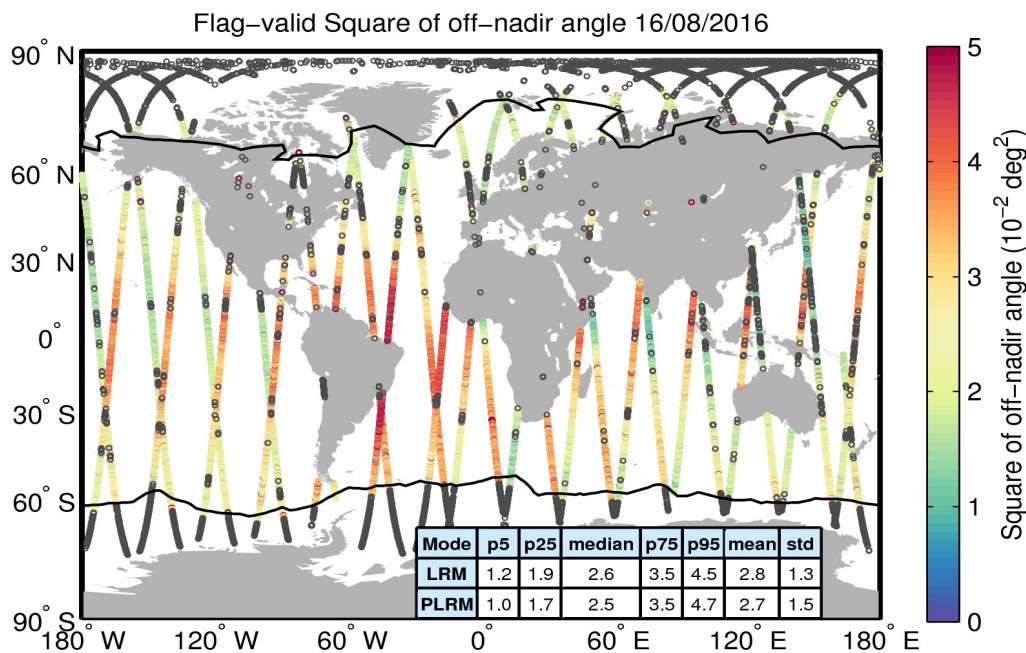 Flag−valid Square of off−nadir angle 16/08/2016
90° N
60° N
30° N
0°
30° S
60° S
90° S
180° W
120° W
60° W
0°
60° E
120° E
180° E
Mode p5 p25 median p75 p95 mean std
LRM 1.2 1.9 2.6 3.5 4.5 2.8 1.3
PLRM 1.0 1.7 2.5 3.5 4.7 2.7 1.5
5
4
3
2
1
0
Square of off−nadir angle (10⁻² deg²)